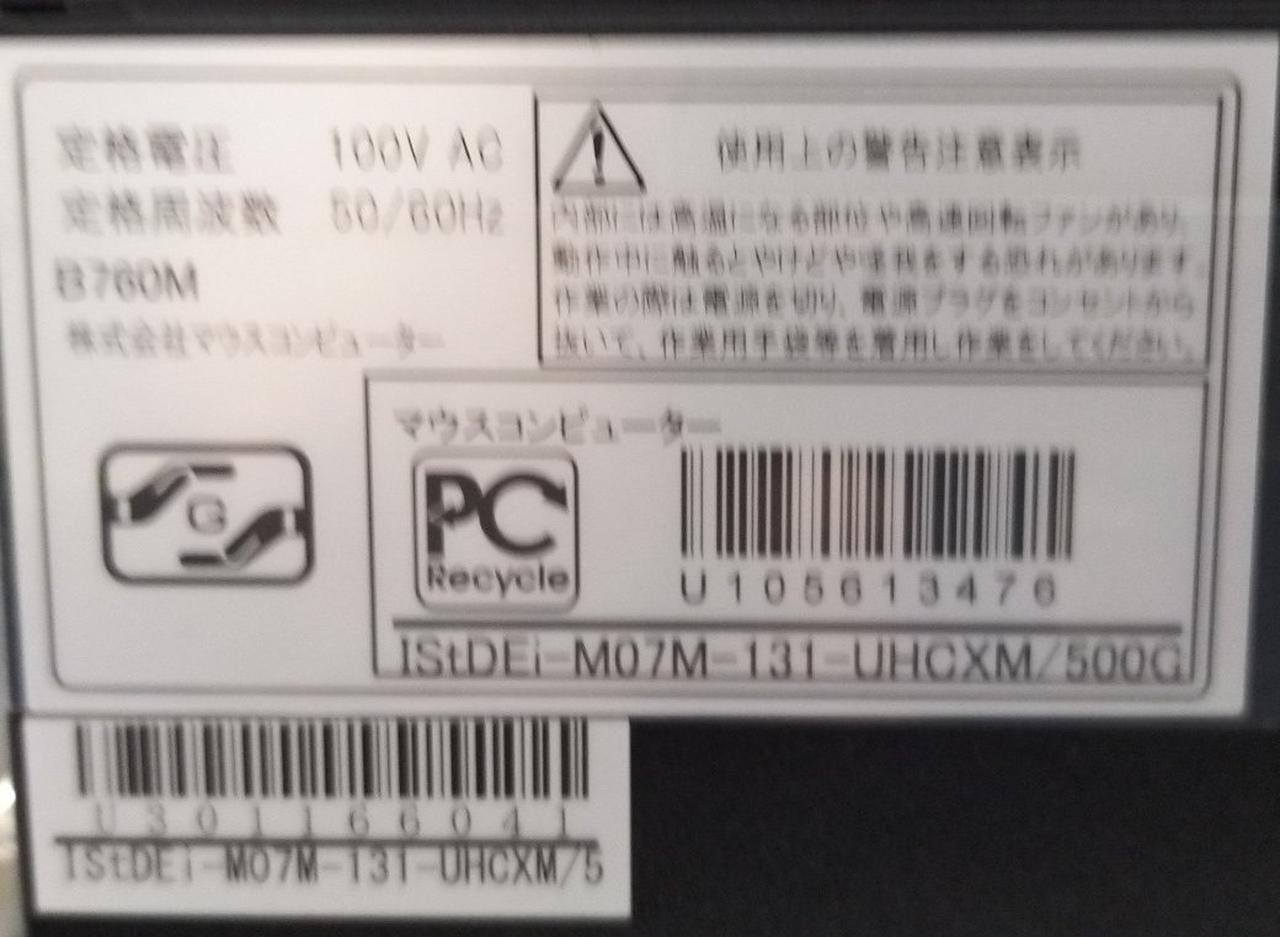 定格電圧 100V AC
定格周波数 50/60Hz
B760M
株式会社マウスコンピューター
使用上の警告注意表示
内部には高温になる部位や高速回転ファンがあり、
動作中に触るとやけどや怪我をする恐れがあります。
作業の際は電源を切り、電源プラグをコンセントから
抜いて、作業用手袋等を着用し作業をしてください。
G
マウスコンピューター
PC
Recycle
U105613476
IStDEi-M07M-131-UHCXM/500G
U301166041
IStDEi-M07M-131-UHCXM/5